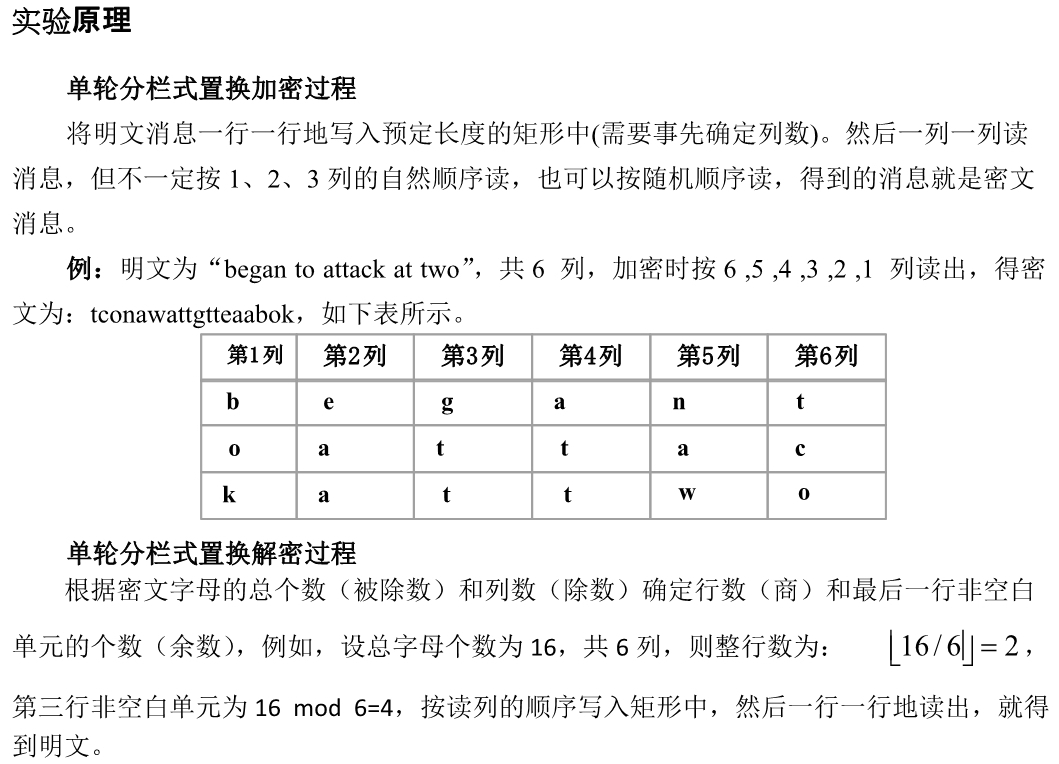 实验原理
单轮分栏式置换加密过程
将明文消息一行一行地写入预定长度的矩形中(需要事先确定列数)。然后一列一列读
消息，但不一定按 1、2、3 列的自然顺序读，也可以按随机顺序读，得到的消息就是密文
消息。
例：明文为“began to attack at two”，共 6 列，加密时按 6 ,5 ,4 ,3 ,2 ,1 列读出，得密
文为：tconawattgtteaabok，如下表所示。
第1列 第2列 第3列 第4列 第5列 第6列
b e g a n t
o a t t a c
k a t t w o
单轮分栏式置换解密过程
根据密文字母的总个数（被除数）和列数（除数）确定行数（商）和最后一行非空白
单元的个数（余数），例如，设总字母个数为 16，共 6 列，则整行数为： ⌊16/6|⌋=2，
第三行非空白单元为 16 mod 6=4，按读列的顺序写入矩形中，然后一行一行地读出，就得
到明文。